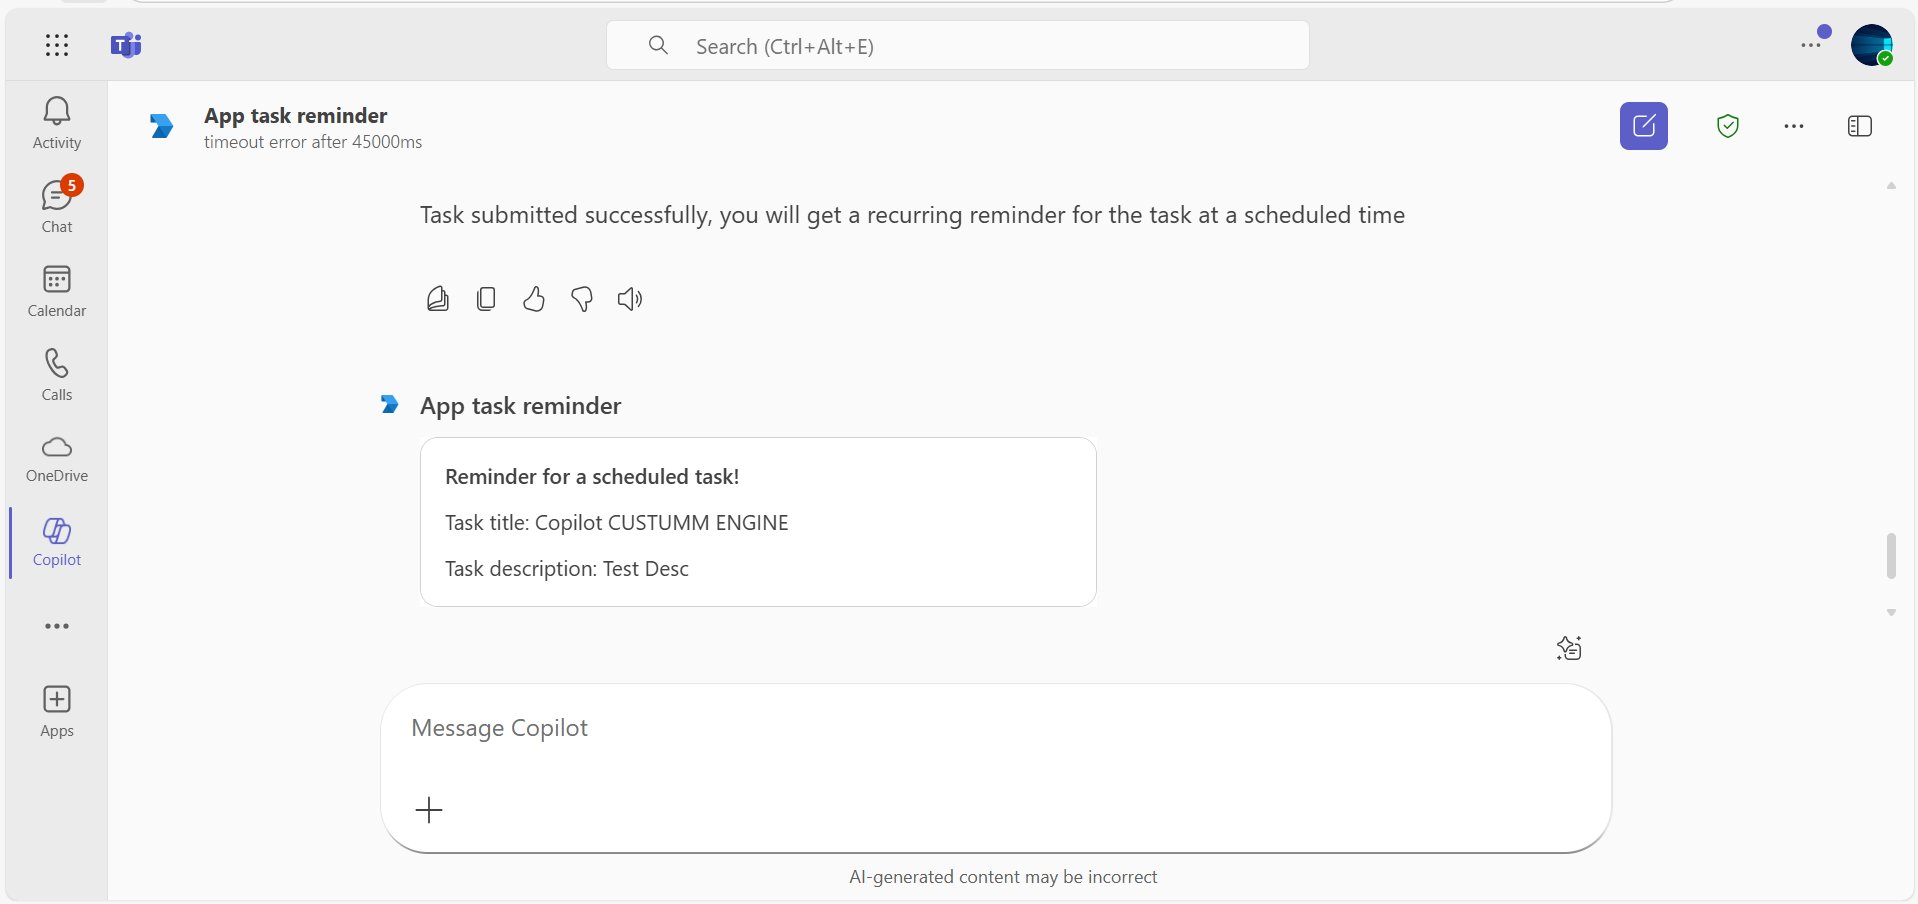 Search (Ctrl+Alt+E)
App task reminder
timeout error after 45000ms
Activity
5
Chat
Calendar
Calls
OneDrive
Copilot
Apps
Task submitted successfully, you will get a recurring reminder for the task at a scheduled time
App task reminder
Reminder for a scheduled task!
Task title: Copilot CUSTUMM ENGINE
Task description: Test Desc
Message Copilot
AI-generated content may be incorrect